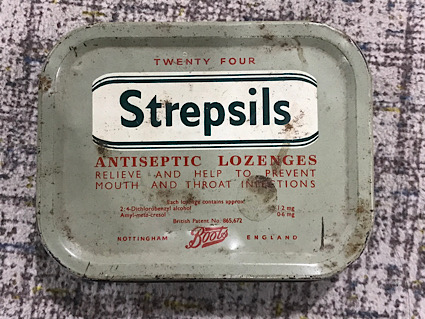 TWENTY FOUR
Strepsils
ANTISEPTIC LOZENGES
RELIEVE AND HELP TO PREVENT
MOUTH AND THROAT INFECTIONS
Each lozenge contains approx:
2:4-Dichlorobenzyl alcohol 1·2 mg
Amyl-meta-cresol 0·6 mg
British Patent No. 865,672
NOTTINGHAM Boots ENGLAND